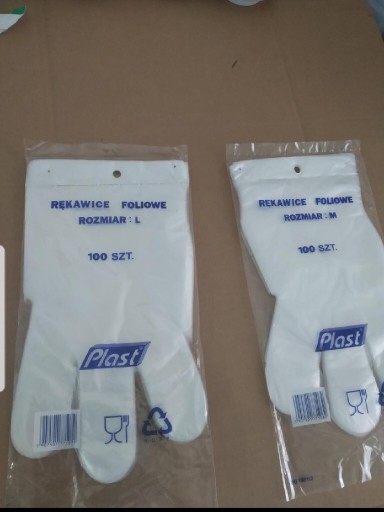 RĘKAWICE FOLIOWE
ROZMIAR : L
100 SZT.
Plast
RĘKAWICE FOLIOWE
ROZMIAR : M
100 SZT.
Plast